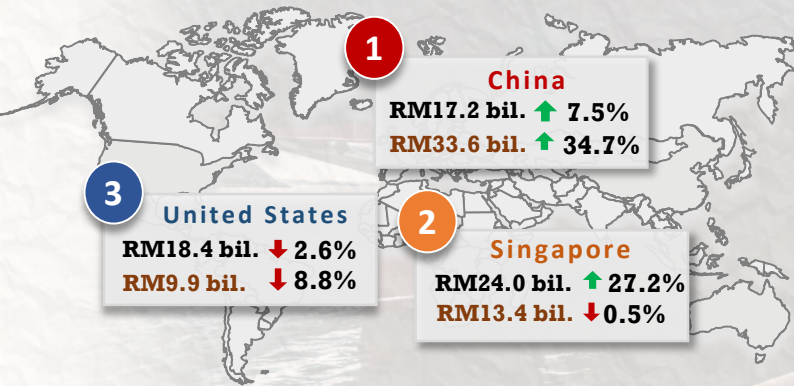 1
China
RM17.2 bil. ⬆ 7.5%
RM33.6 bil. ⬆ 34.7%
3
United States
RM18.4 bil. ⬇ 2.6%
RM9.9 bil. ⬇ 8.8%
2
Singapore
RM24.0 bil. ⬆ 27.2%
RM13.4 bil. ⬇ 0.5%